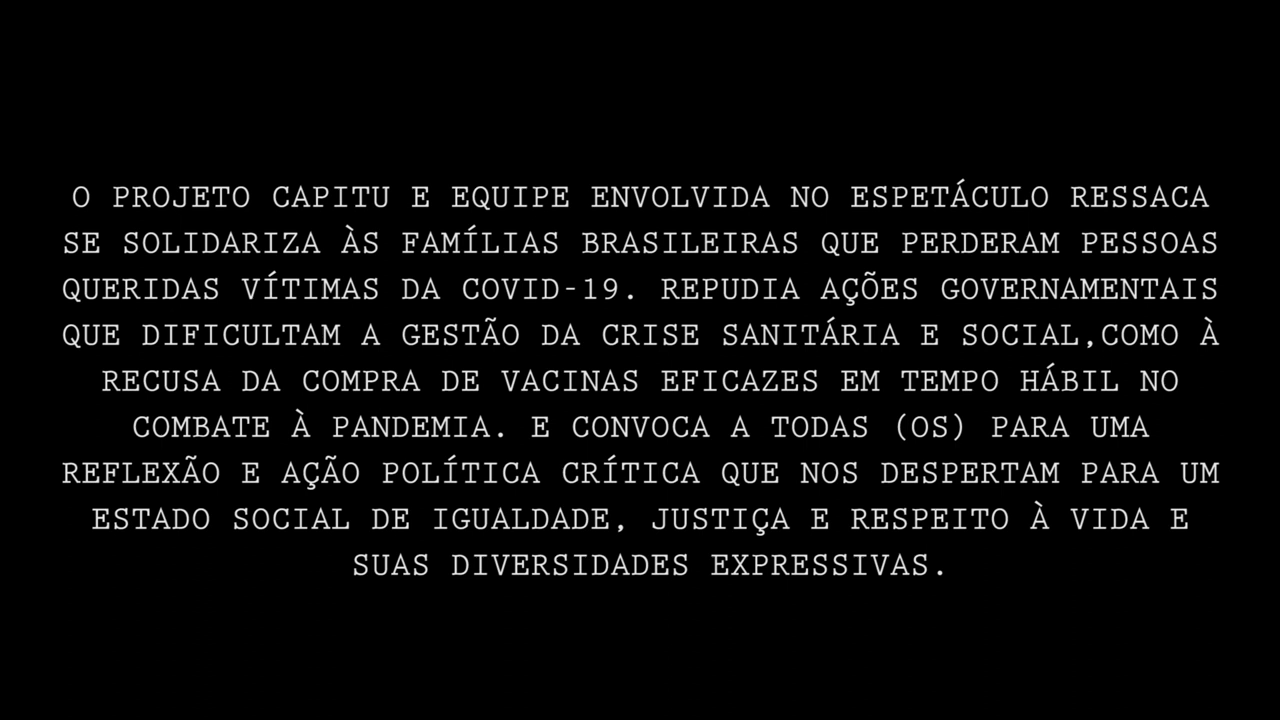 O PROJETO CAPITU E EQUIPE ENVOLVIDA NO ESPETÁCULO RESSACA
SE SOLIDARIZA ÀS FAMÍLIAS BRASILEIRAS QUE PERDERAM PESSOAS
QUERIDAS VÍTIMAS DA COVID-19. REPUDIA AÇÕES GOVERNAMENTAIS
QUE DIFICULTAM A GESTÃO DA CRISE SANITÁRIA E SOCIAL,COMO À
RECUSA DA COMPRA DE VACINAS EFICAZES EM TEMPO HÁBIL NO
COMBATE À PANDEMIA. E CONVOCA A TODAS (OS) PARA UMA
REFLEXÃO E AÇÃO POLÍTICA CRÍTICA QUE NOS DESPERTAM PARA UM
ESTADO SOCIAL DE IGUALDADE, JUSTIÇA E RESPEITO À VIDA E
SUAS DIVERSIDADES EXPRESSIVAS.